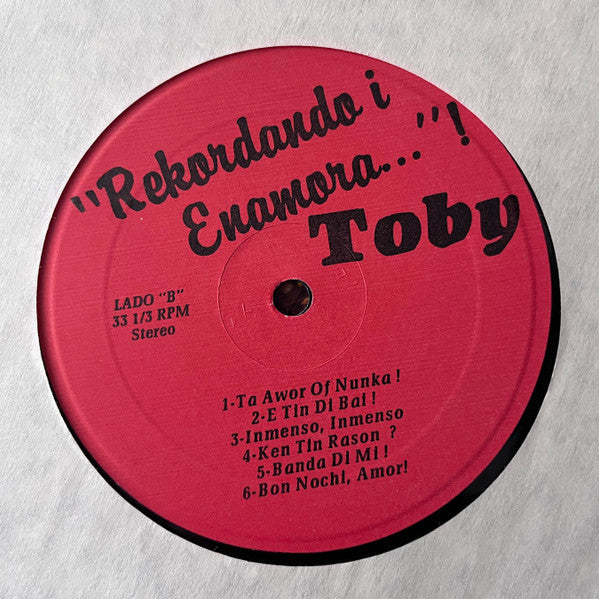 "Rekordando i
Enamora..."!
Toby
LADO "B"
33 1/3 RPM
Stereo
1-Ta Awor Of Nunka !
2-E Tin Di Bai !
3-Inmenso, Inmenso
4-Ken Tin Rason ?
5-Banda Di Mi !
6-Bon Nochi, Amor!